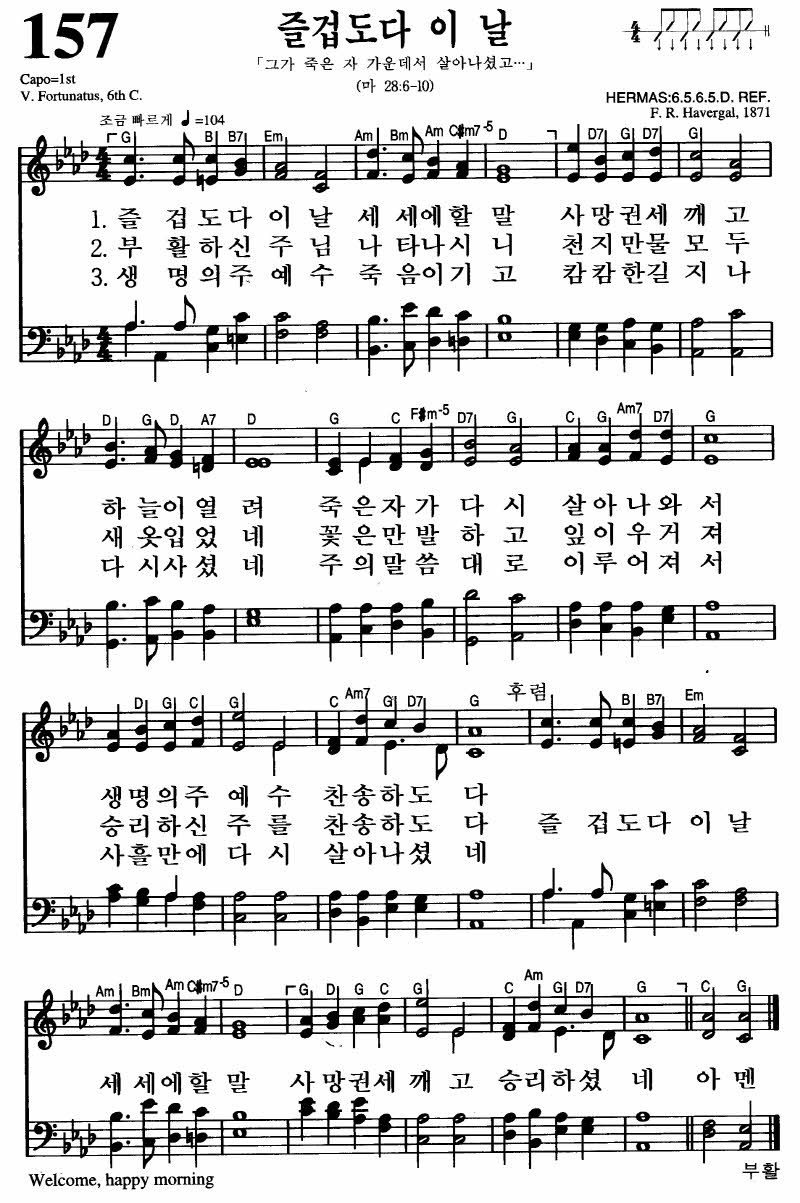 157
즐겁도다 이 날
「그가 죽은 자 가운데서 살아나셨고…」
(마 28:6-10)
Capo=1st
V. Fortunatus, 6th C.
HERMAS:6.5.6.5.D. REF.
F. R. Havergal, 1871
조금 빠르게 ♩=104
G B B7 Em Am Bm Am C#m7-5 D G D7 G D7 G
1. 즐 겁도다 이 날 세 세에할 말 사망권세 깨 고
2. 부 활하신 주 님 나 타나시 니 천지만물 모 두
3. 생 명의주 예 수 죽 음이기 고 캄캄한길 지 나
D G D A7 D G C F#m-5 D7 G C G Am7 D7 G
하 늘이 열 려 죽은자가 다 시 살아나와 서
새 옷입었 네 꽃은만발 하 고 잎이우거 져
다 시사셨 네 주의말씀 대 로 이루어져 서
후렴
D G C G C Am7 G D7 G B B7 Em
생명의주 예 수 찬송하도 다
승리하신 주 를 찬송하도 다 즐 겁도다 이 날
사흘만에 다 시 살아나셨 네
Am Bm Am C#m7-5 D G D G C G C Am G D7 G C G
세 세에할 말 사망권세 깨 고 승리하셨 네 아멘
Welcome, happy morning
부활